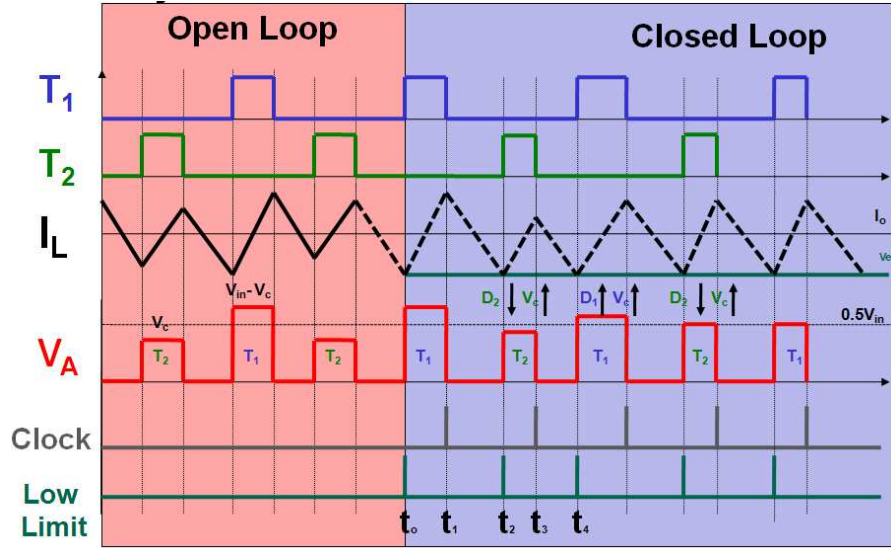 Open Loop
Closed Loop
T1
T2
IL
Io
Ve
D2 Vc D1 Vc D2 Vc
Vin-Vc
Vc
0.5Vin
VA
T2 T1 T2 T1 T2 T1 T2 T1
Clock
Low
Limit
to t1 t2 t3 t4